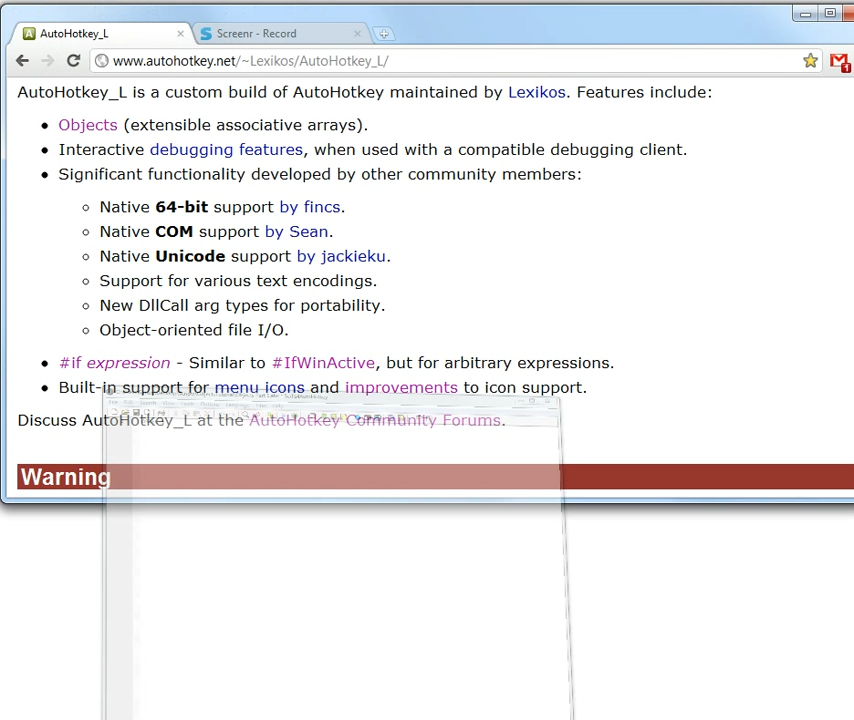 AutoHotkey_L
Screenr - Record
www.autohotkey.net/~Lexikos/AutoHotkey_L/
1
AutoHotkey_L is a custom build of AutoHotkey maintained by Lexikos. Features include:
Objects (extensible associative arrays).
Interactive debugging features, when used with a compatible debugging client.
Significant functionality developed by other community members:
Native 64-bit support by fincs.
Native COM support by Sean.
Native Unicode support by jackieku.
Support for various text encodings.
New DllCall arg types for portability.
Object-oriented file I/O.
#if expression - Similar to #IfWinActive, but for arbitrary expressions.
Built-in support for menu icons and improvements to icon support.
Discuss AutoHotkey_L at the AutoHotkey Community Forums.
Warning